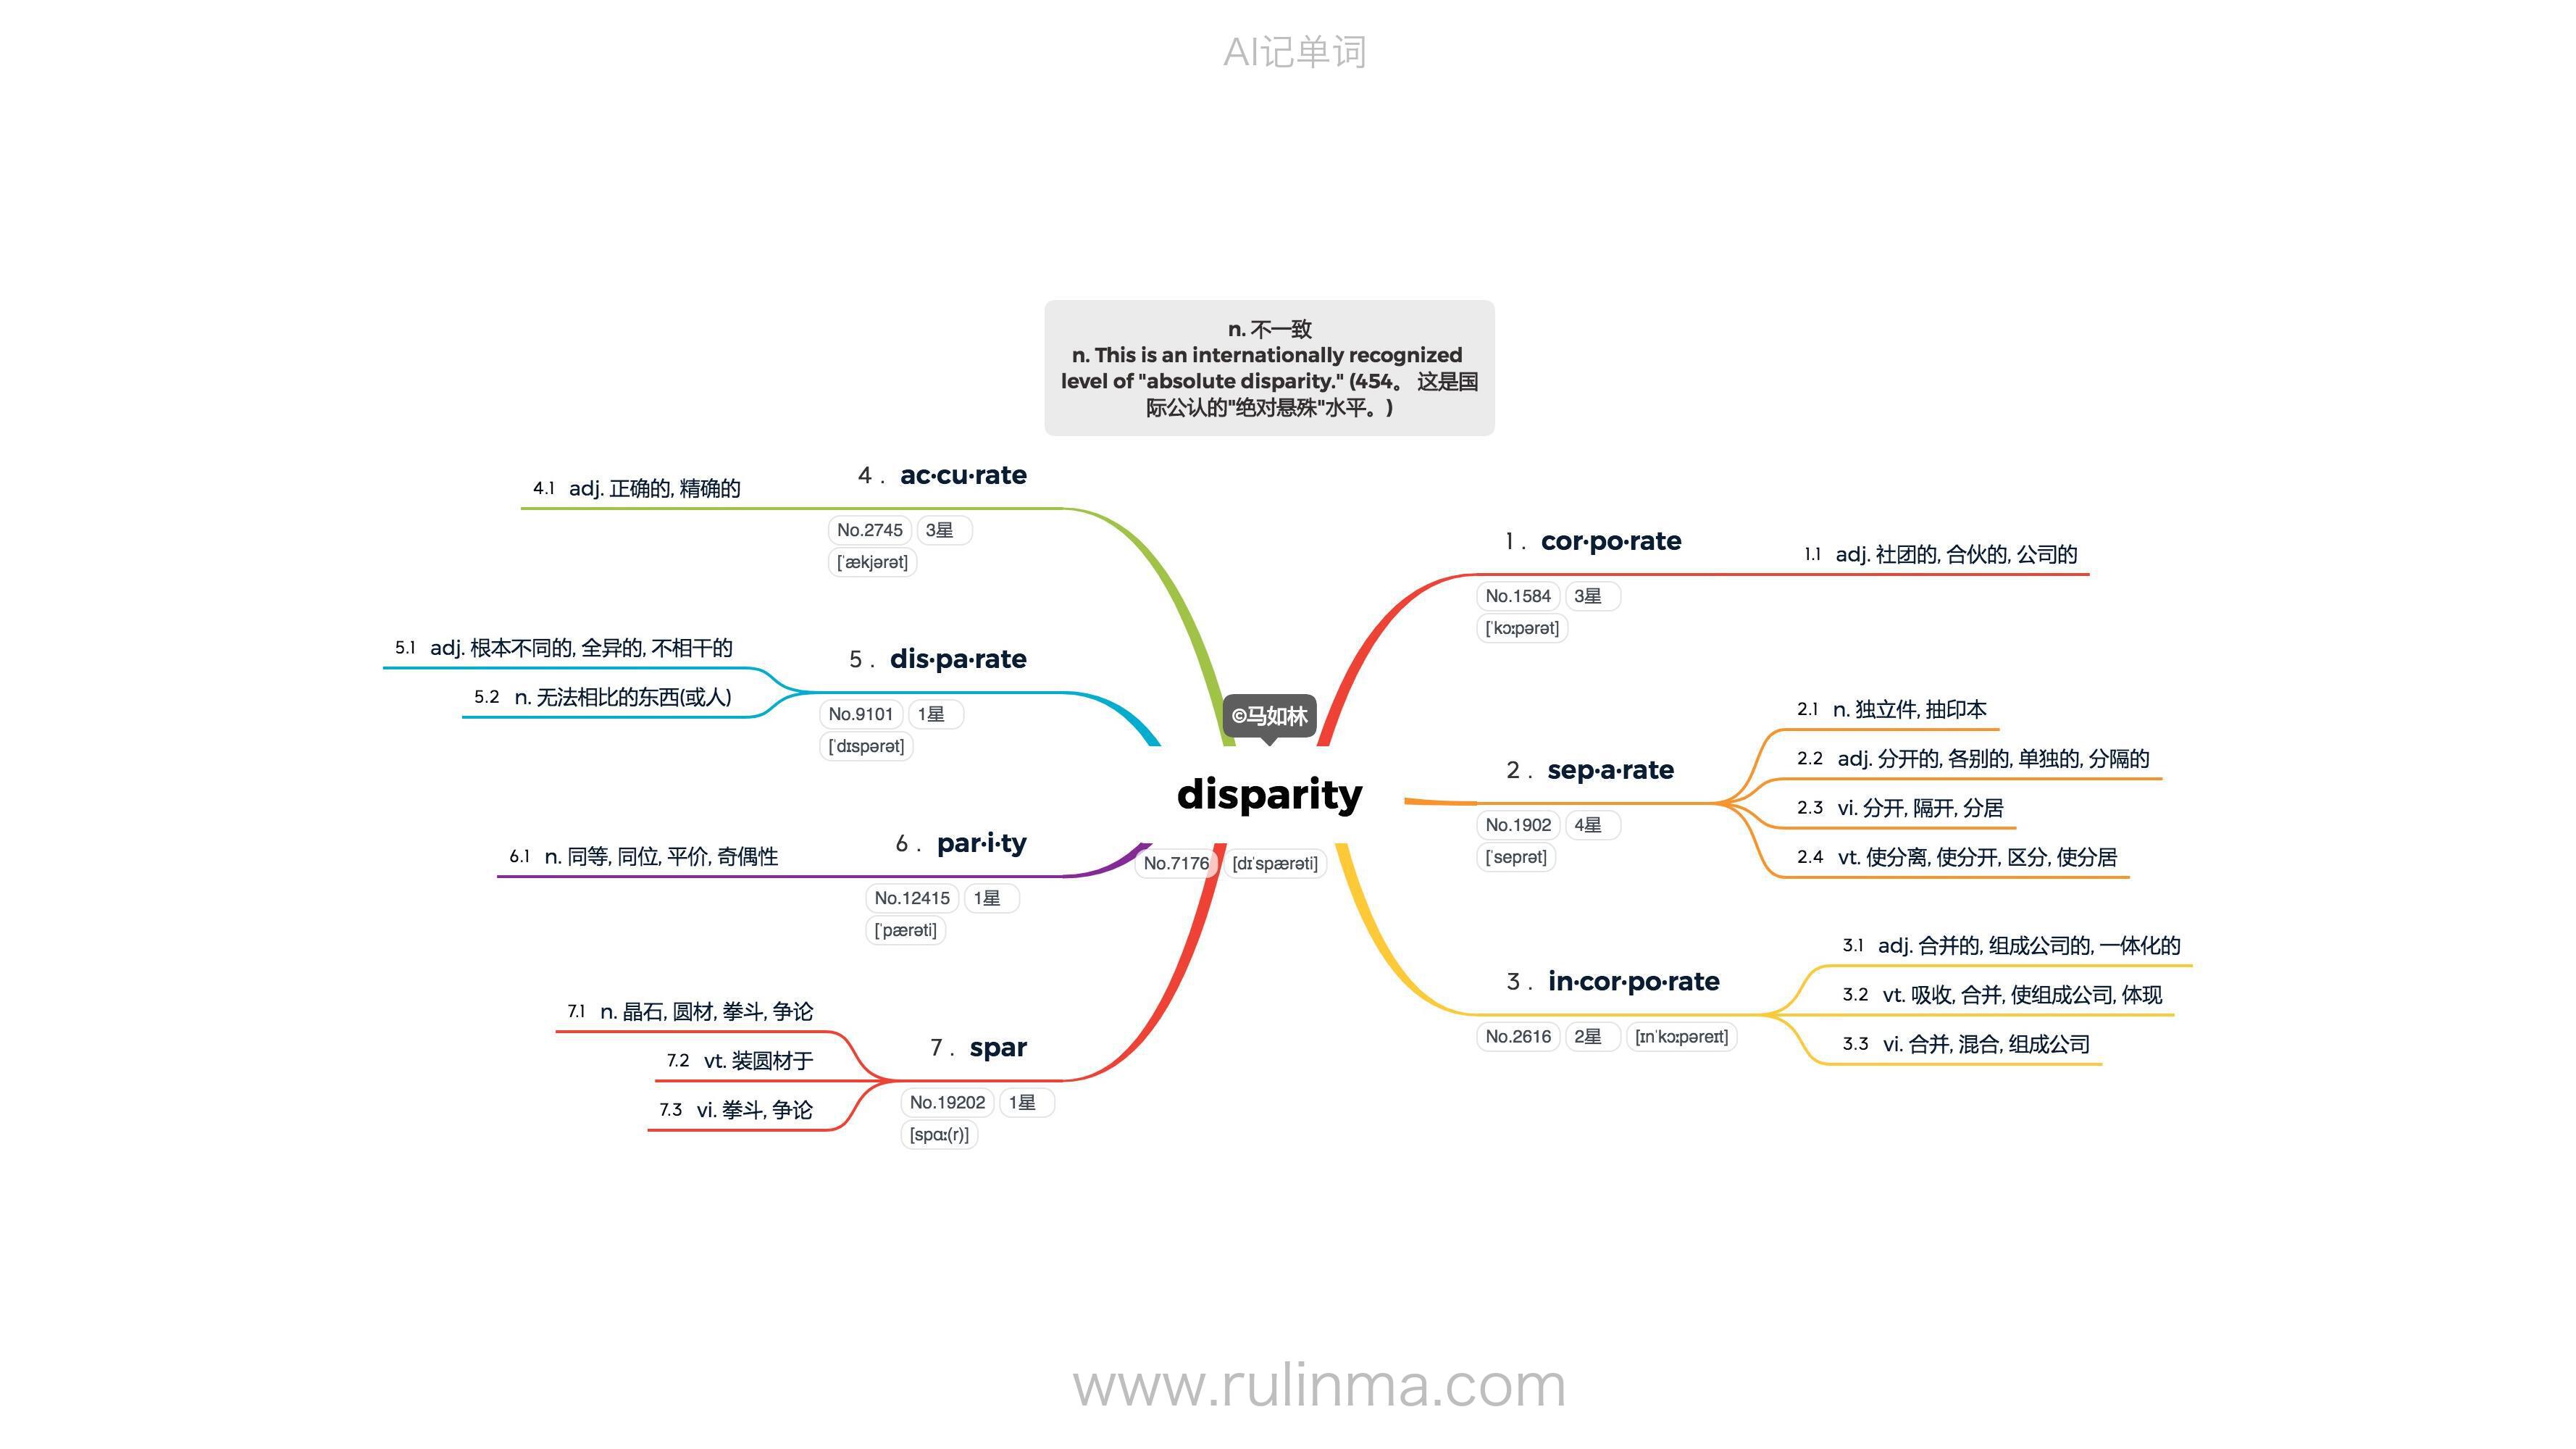 AI记单词
n. 不一致
n. This is an internationally recognized
level of "absolute disparity." (454。 这是国
际公认的"绝对悬殊"水平。)
©马如林
disparity
No.7176 [dɪˈspærəti]
1 . cor·po·rate
No.1584 3星
[ˈkɔːpərət]
1.1 adj. 社团的, 合伙的, 公司的
2 . sep·a·rate
No.1902 4星
[ˈseprət]
2.1 n. 独立件, 抽印本
2.2 adj. 分开的, 各别的, 单独的, 分隔的
2.3 vi. 分开, 隔开, 分居
2.4 vt. 使分离, 使分开, 区分, 使分居
3 . in·cor·po·rate
No.2616 2星 [ɪnˈkɔːpəreɪt]
3.1 adj. 合并的, 组成公司的, 一体化的
3.2 vt. 吸收, 合并, 使组成公司, 体现
3.3 vi. 合并, 混合, 组成公司
4 . ac·cu·rate
No.2745 3星
[ˈækjərət]
4.1 adj. 正确的, 精确的
5 . dis·pa·rate
No.9101 1星
[ˈdɪspərət]
5.1 adj. 根本不同的, 全异的, 不相干的
5.2 n. 无法相比的东西(或人)
6 . par·i·ty
No.12415 1星
[ˈpærəti]
6.1 n. 同等, 同位, 平价, 奇偶性
7 . spar
No.19202 1星
[spɑː(r)]
7.1 n. 晶石, 圆材, 拳斗, 争论
7.2 vt. 装圆材于
7.3 vi. 拳斗, 争论
www.rulinma.com